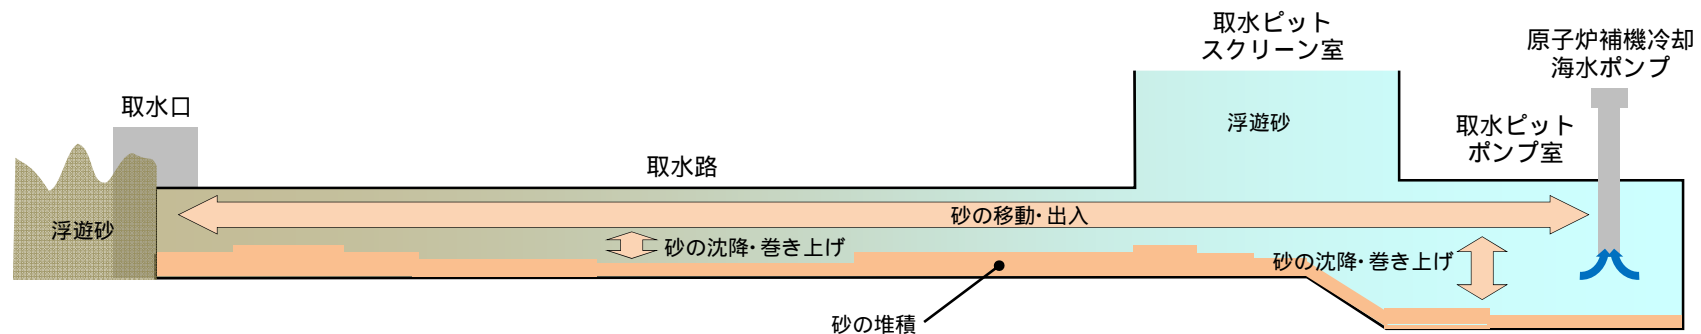 取水ピット
スクリーン室
原子炉補機冷却
海水ポンプ
取水口
浮遊砂
取水ピット
ポンプ室
取水路
砂の移動・出入
浮遊砂
砂の沈降・巻き上げ
砂の沈降・巻き上げ
砂の堆積